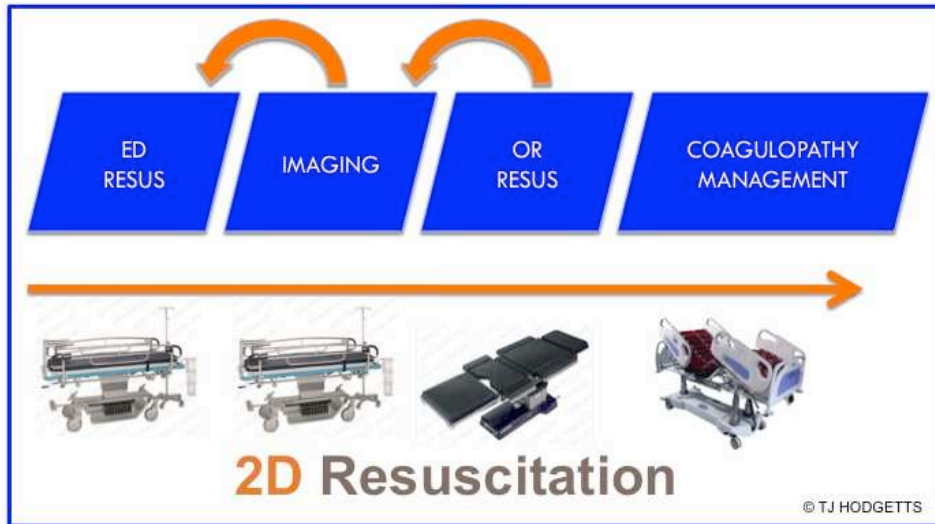 ED
RESUS
IMAGING
OR
RESUS
COAGULOPATHY
MANAGEMENT
2D Resuscitation
© TJ HODGETTS